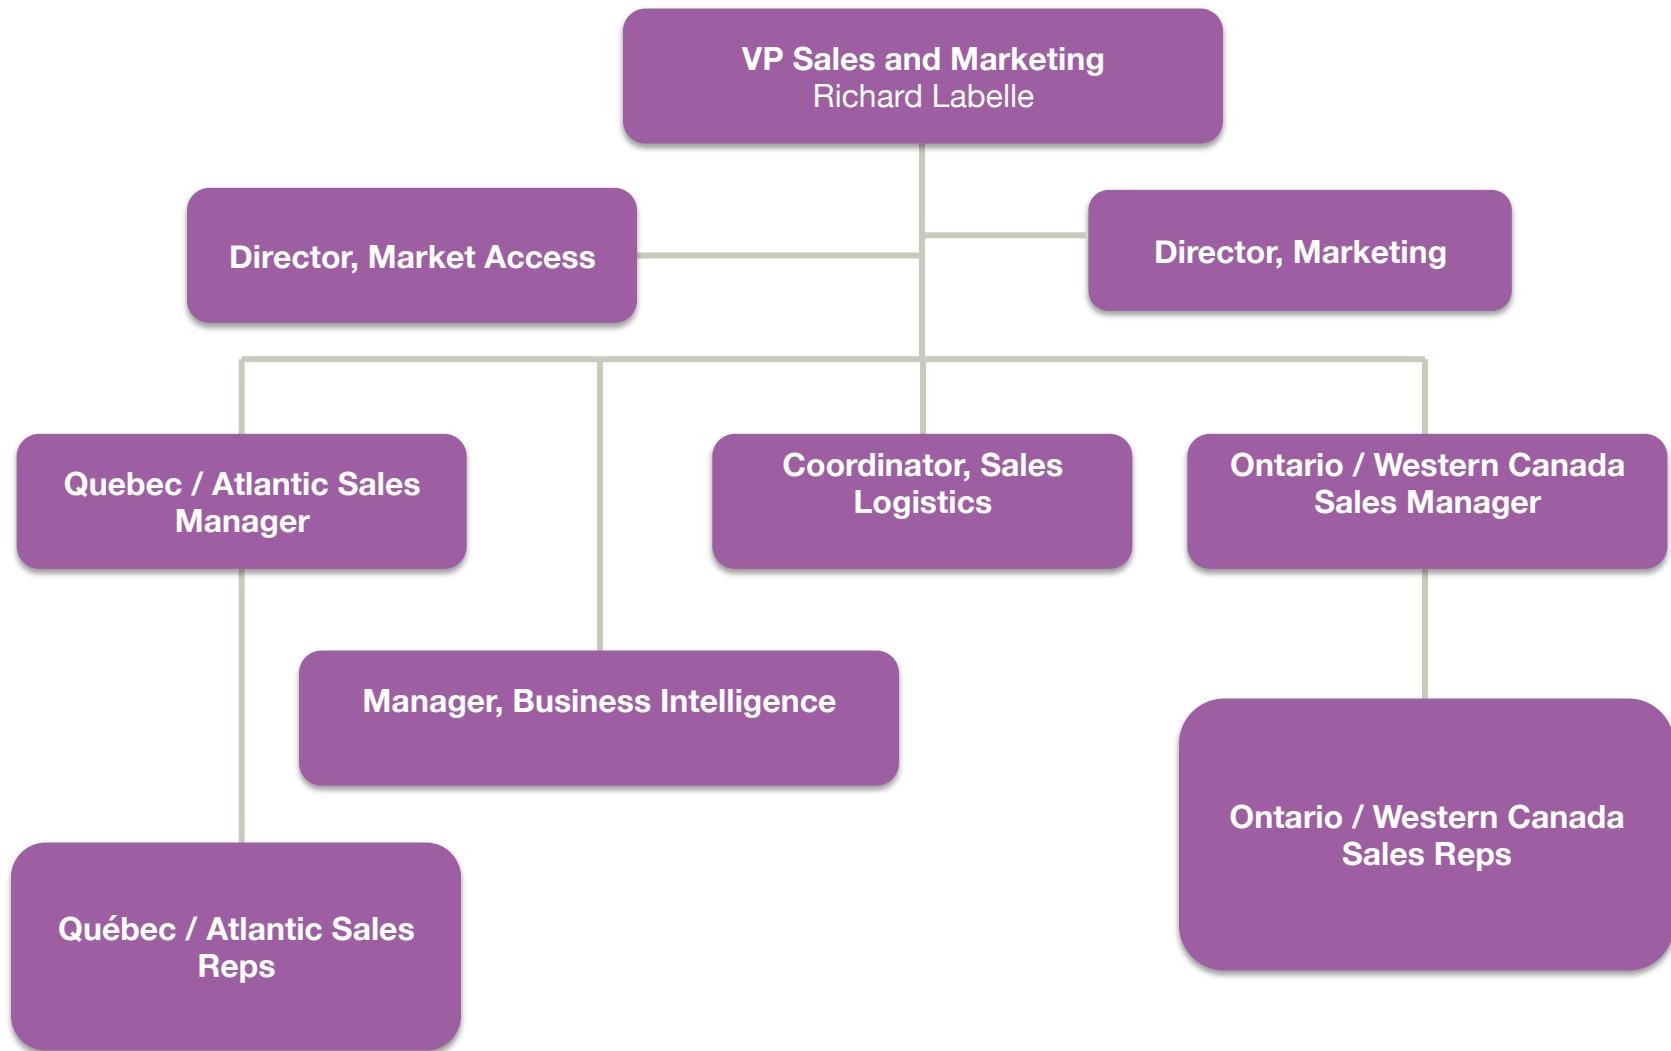 VP Sales and Marketing
Richard Labelle
Director, Market Access
Director, Marketing
Quebec / Atlantic Sales
Manager
Coordinator, Sales
Logistics
Ontario / Western Canada
Sales Manager
Manager, Business Intelligence
Ontario / Western Canada
Sales Reps
Québec / Atlantic Sales
Reps